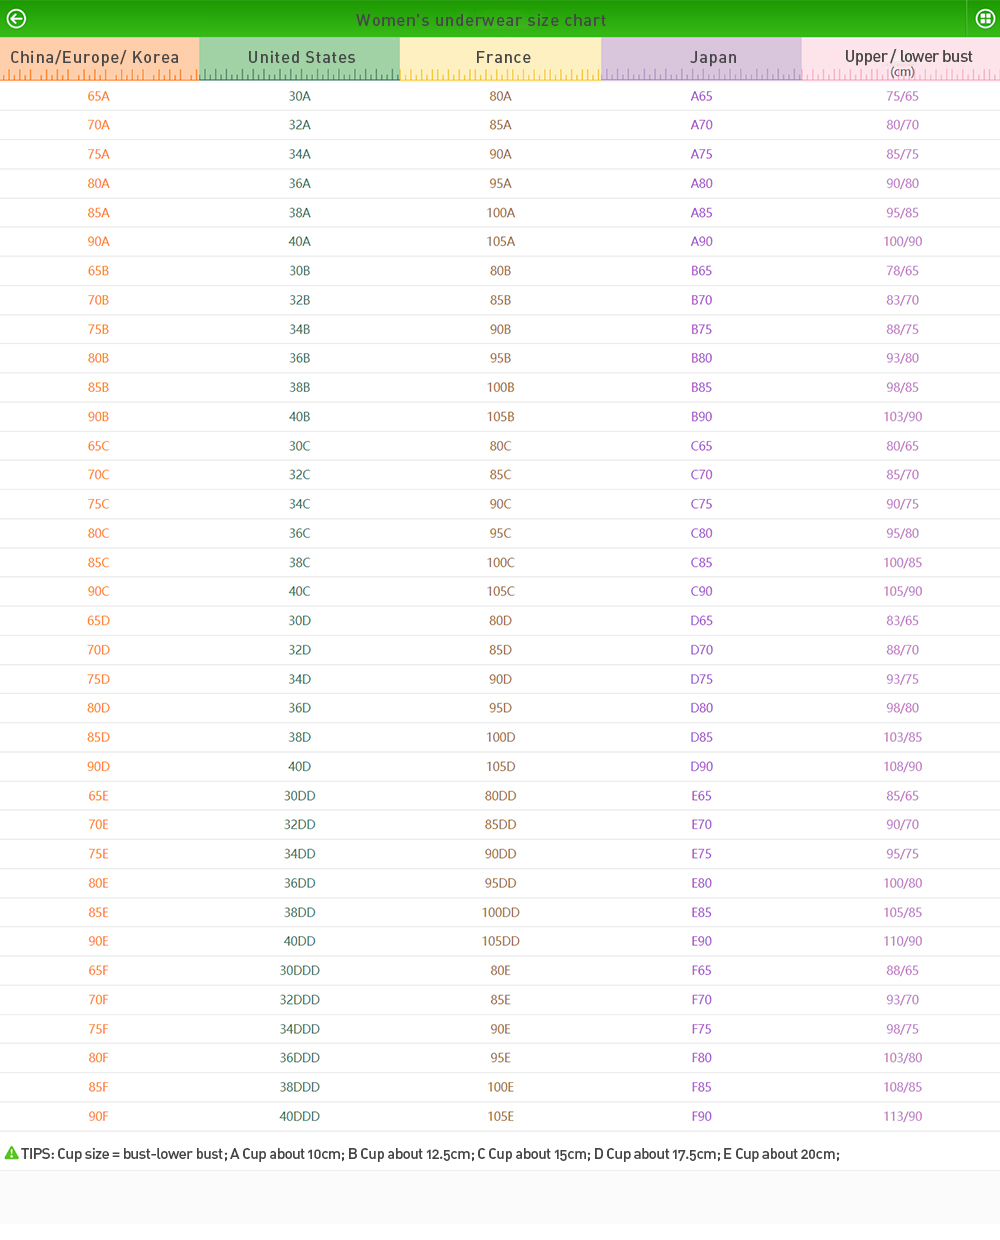 Women's underwear size chart
China/Europe/ Korea United States France Japan Upper / lower bust
(cm)
65A 30A 80A A65 75/65
70A 32A 85A A70 80/70
75A 34A 90A A75 85/75
80A 36A 95A A80 90/80
85A 38A 100A A85 95/85
90A 40A 105A A90 100/90
65B 30B 80B B65 78/65
70B 32B 85B B70 83/70
75B 34B 90B B75 88/75
80B 36B 95B B80 93/80
85B 38B 100B B85 98/85
90B 40B 105B B90 103/90
65C 30C 80C C65 80/65
70C 32C 85C C70 85/70
75C 34C 90C C75 90/75
80C 36C 95C C80 95/80
85C 38C 100C C85 100/85
90C 40C 105C C90 105/90
65D 30D 80D D65 83/65
70D 32D 85D D70 88/70
75D 34D 90D D75 93/75
80D 36D 95D D80 98/80
85D 38D 100D D85 103/85
90D 40D 105D D90 108/90
65E 30DD 80DD E65 85/65
70E 32DD 85DD E70 90/70
75E 34DD 90DD E75 95/75
80E 36DD 95DD E80 100/80
85E 38DD 100DD E85 105/85
90E 40DD 105DD E90 110/90
65F 30DDD 80E F65 88/65
70F 32DDD 85E F70 93/70
75F 34DDD 90E F75 98/75
80F 36DDD 95E F80 103/80
85F 38DDD 100E F85 108/85
90F 40DDD 105E F90 113/90
TIPS: Cup size = bust-lower bust; A Cup about 10cm; B Cup about 12.5cm; C Cup about 15cm; D Cup about 17.5cm; E Cup about 20cm;